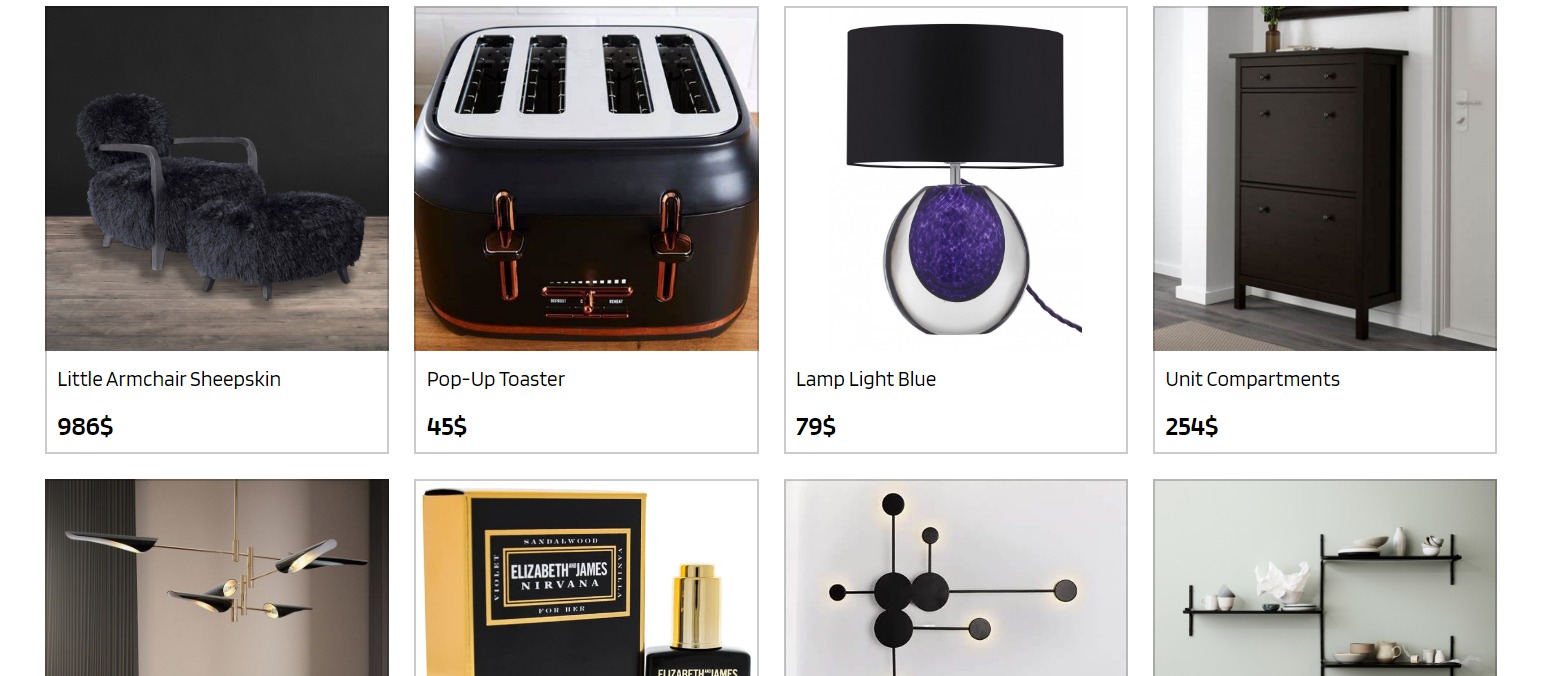 DEFROST
REHEAT
Little Armchair Sheepskin
986$
Pop-Up Toaster
45$
Lamp Light Blue
79$
Unit Compartments
254$
SANDALWOOD
VIOLET
ELIZABETH AND JAMES
NIRVANA
VANILLA
FOR HER
ELIZABETH AND JAMES